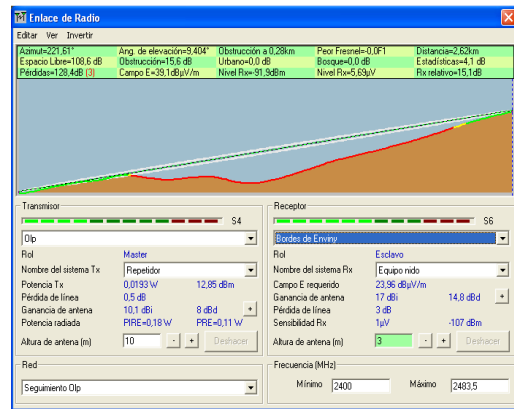 Enlace de Radio
Editar Ver Invertir
Azimut=221,61° Ang. de elevación=9,404° Obstrucción a 0,28km Peor Fresnel=-0,0F1 Distancia=2,62km
Espacio Libre=108,6 dB Obstrucción=15,6 dB Urbano=0,0 dB Bosque=0,0 dB Estadísticas=4,1 dB
Pérdidas=128,4dB (3) Campo E=39,1dBµV/m Nivel Rx=-91,9dBm Nivel Rx=5,69µV Rx relativo=15,1dB
Transmisor
S4
Olp
Rol Master
Nombre del sistema Tx Repetidor
Potencia Tx 0,0193 W 12,85 dBm
Pérdida de línea 0,5 dB
Ganancia de antena 10,1 dBi 8 dBd +
Potencia radiada PIRE=0,18 W PRE=0,11 W
Altura de antena (m) 10 - + Deshacer
Receptor
S6
Bordes de Enviny
Rol Esclavo
Nombre del sistema Rx Equipo nido
Campo E requerido 23,96 dBµV/m
Ganancia de antena 17 dBi 14,8 dBd +
Pérdida de línea 3 dB
Sensibilidad Rx 1µV -107 dBm
Altura de antena (m) 3 - + Deshacer
Red
Seguimiento Olp
Frecuencia (MHz)
Mínimo 2400 Máximo 2483,5